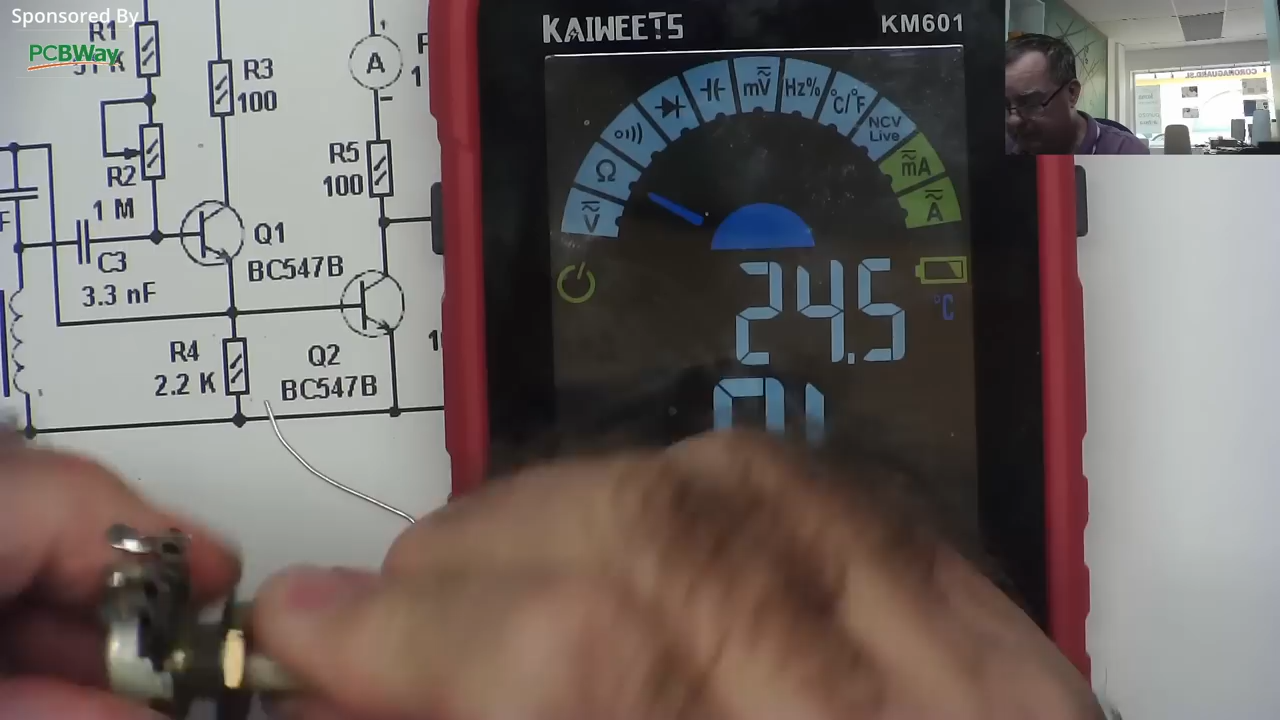 Sponsored By
PCBWay
R1
R3
100
A
R5
100
R2
1 M
Q1
BC547B
C3
3.3 nF
R4
2.2 K
Q2
BC547B
KAIWEETS
KM601
mV
Hz%
°C/°F
NCV
Live
Ω
mA
V
A
24.5
°C